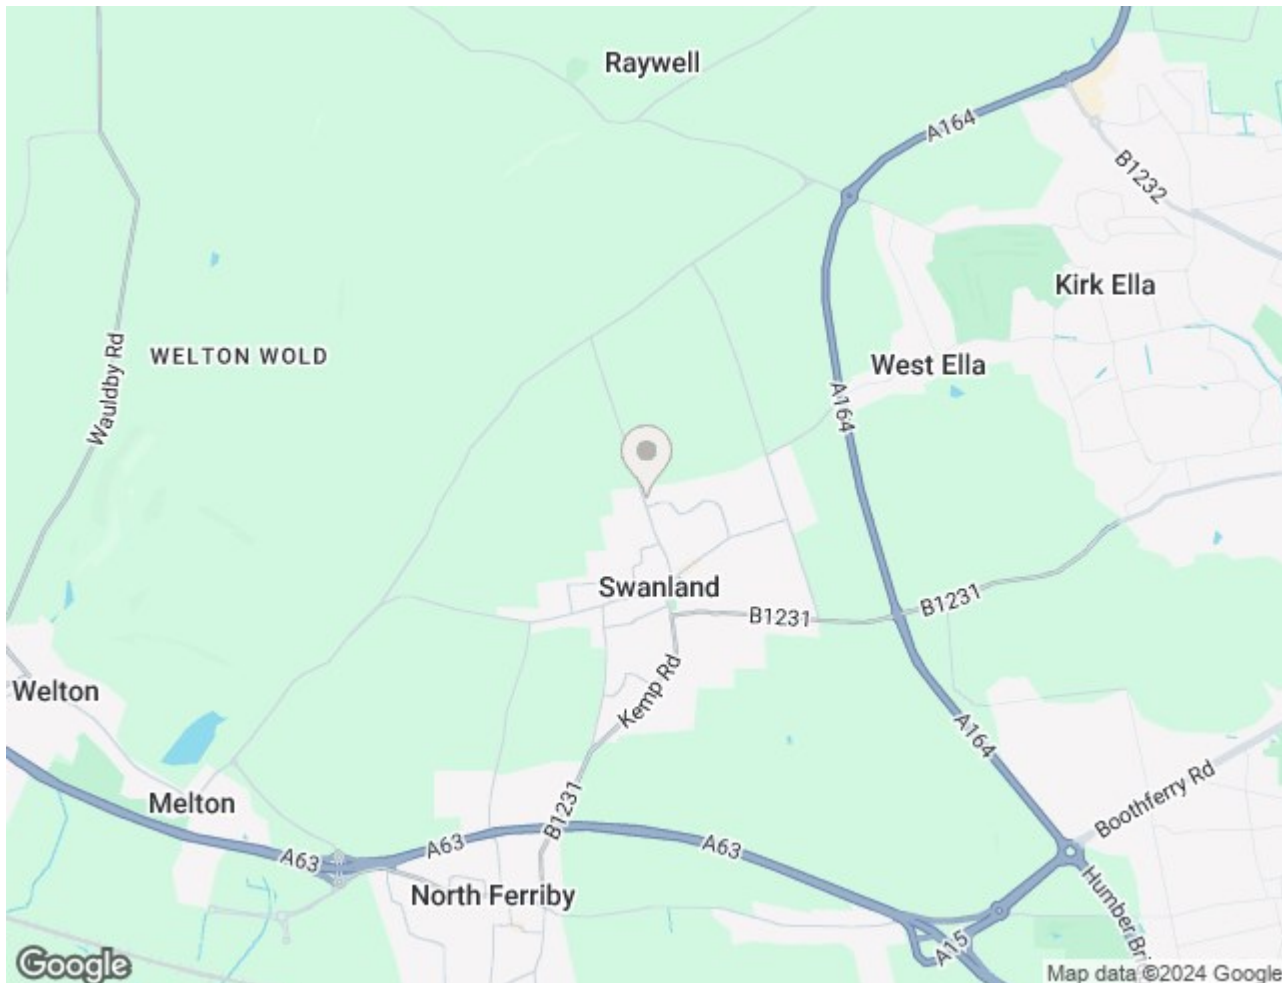 Raywell
A164
B1232
Kirk Ella
WELTON WOLD
Wauldby Rd
West Ella
A164
Swanland
B1231
B1231
Kemp Rd
Welton
A164
Melton
B1231
Boothferry Rd
A63
A63
A63
North Ferriby
Humber Bri
A15
Google
Map data ©2024 Google